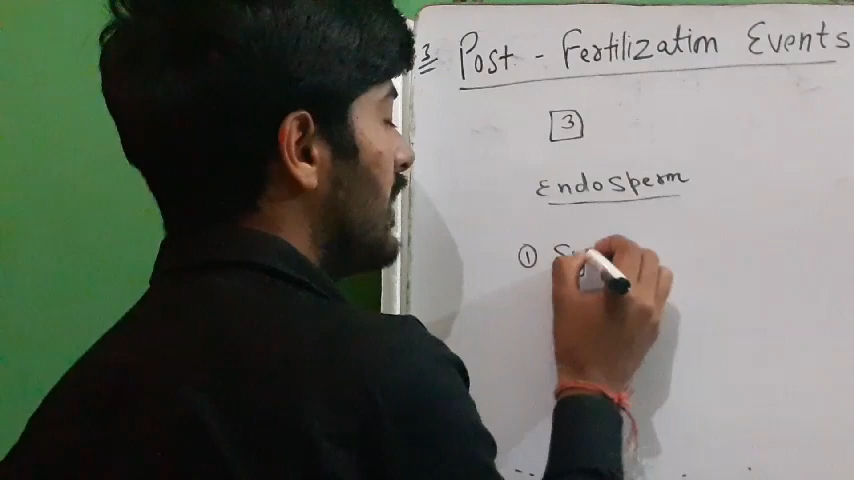 3 Post - Fertilization Events
3
Endosperm
①